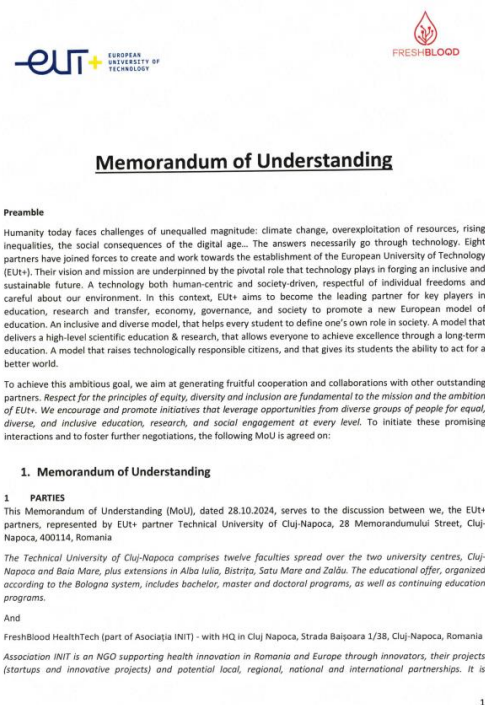 EUT+ EUROPEAN
UNIVERSITY OF
TECHNOLOGY
FRESHBLOOD
Memorandum of Understanding
Preamble
Humanity today faces challenges of unequalled magnitude: climate change, overexploitation of resources, rising
inequalities, the social consequences of the digital age... The answers necessarily go through technology. Eight
partners have joined forces to create and work towards the establishment of the European University of Technology
(EUt+). Their vision and mission are underpinned by the pivotal role that technology plays in forging an inclusive and
sustainable future. A technology both human-centric and society-driven, respectful of individual freedoms and
careful about our environment. In this context, EUt+ aims to become the leading partner for key players in
education, research and transfer, economy, governance, and society to promote a new European model of
education. An inclusive and diverse model, that helps every student to define one's own role in society. A model that
delivers a high-level scientific education & research, that allows everyone to achieve excellence through a long-term
education. A model that raises technologically responsible citizens, and that gives its students the ability to act for a
better world.
To achieve this ambitious goal, we aim at generating fruitful cooperation and collaborations with other outstanding
partners. Respect for the principles of equity, diversity and inclusion are fundamental to the mission and the ambition
of EUt+. We encourage and promote initiatives that leverage opportunities from diverse groups of people for equal,
diverse, and inclusive education, research, and social engagement at every level. To initiate these promising
interactions and to foster further negotiations, the following MoU is agreed on:
1. Memorandum of Understanding
1 PARTIES
This Memorandum of Understanding (MoU), dated 28.10.2024, serves to the discussion between we, the EUt+
partners, represented by EUt+ partner Technical University of Cluj-Napoca, 28 Memorandumului Street, Cluj-
Napoca, 400114, Romania
The Technical University of Cluj-Napoca comprises twelve faculties spread over the two university centres, Cluj-
Napoca and Baia Mare, plus extensions in Alba Iulia, Bistrița, Satu Mare and Zalău. The educational offer, organized
according to the Bologna system, includes bachelor, master and doctoral programs, as well as continuing education
programs.
And
FreshBlood HealthTech (part of Asociația INIT) - with HQ in Cluj Napoca, Strada Baișoara 1/38, Cluj-Napoca, Romania
Association INIT is an NGO supporting health innovation in Romania and Europe through innovators, their projects
(startups and innovative projects) and potential local, regional, national and international partnerships. It is
1